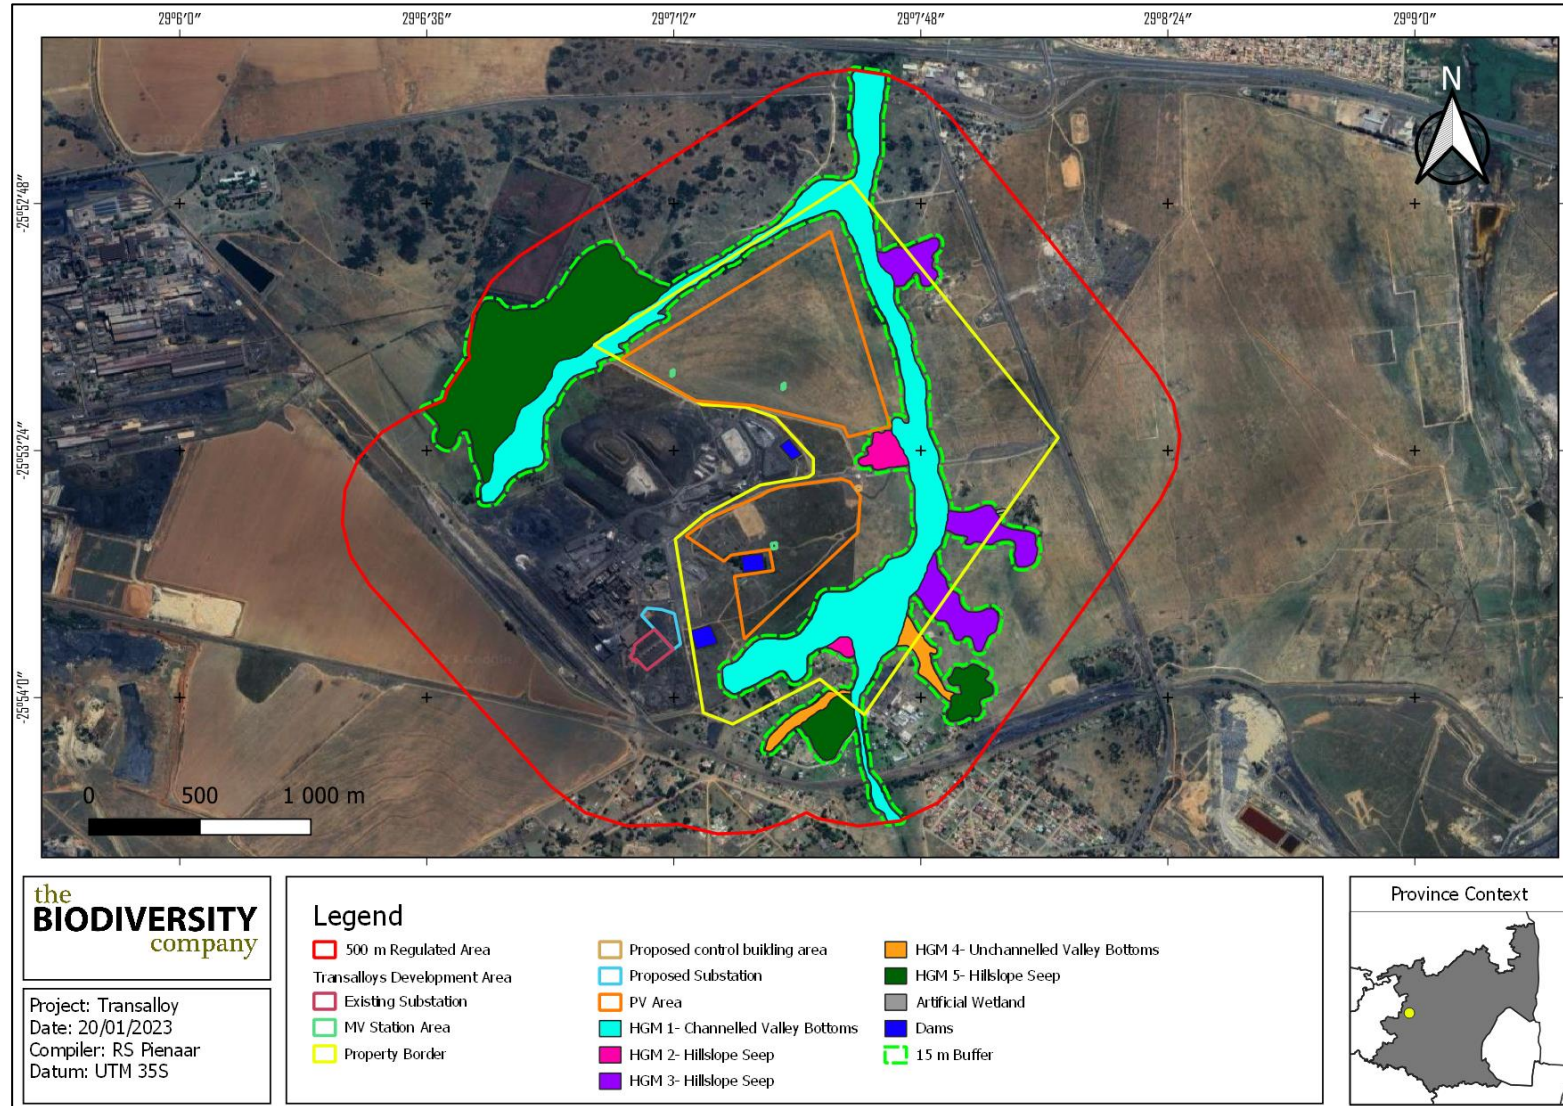 29°6'0" 29°6'36" 29°7'12" 29°7'48" 29°8'24" 29°9'0"
N
-25°52'48"
-25°53'24"
-25°54'0"
0 500 1 000 m
the
BIODIVERSITY
company
Project: Transalloy
Date: 20/01/2023
Compiler: RS Pienaar
Datum: UTM 35S
Legend
500 m Regulated Area
Transalloys Development Area
Existing Substation
MV Station Area
Property Border
Proposed control building area
Proposed Substation
PV Area
HGM 1- Channelled Valley Bottoms
HGM 2- Hillslope Seep
HGM 3- Hillslope Seep
HGM 4- Unchannelled Valley Bottoms
HGM 5- Hillslope Seep
Artificial Wetland
Dams
15 m Buffer
Province Context